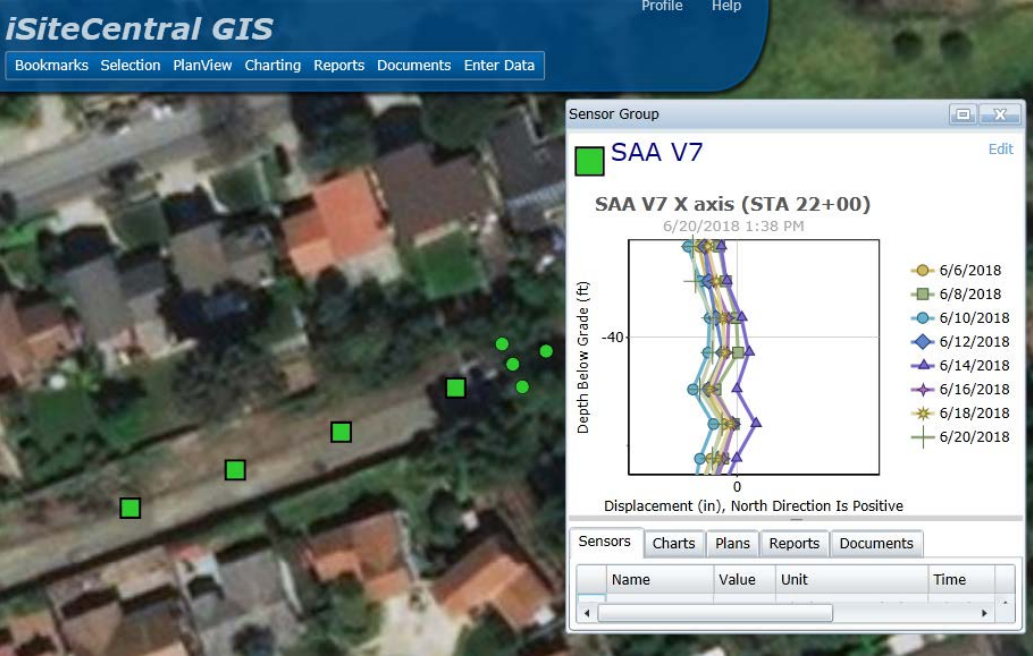 Profile Help
iSiteCentral GIS
Bookmarks Selection PlanView Charting Reports Documents Enter Data
Sensor Group
SAA V7
Edit
SAA V7 X axis (STA 22+00)
6/20/2018 1:38 PM
6/6/2018
6/8/2018
6/10/2018
6/12/2018
6/14/2018
6/16/2018
6/18/2018
6/20/2018
Depth Below Grade (ft)
-40
0
Displacement (in), North Direction Is Positive
Sensors Charts Plans Reports Documents
Name Value Unit Time